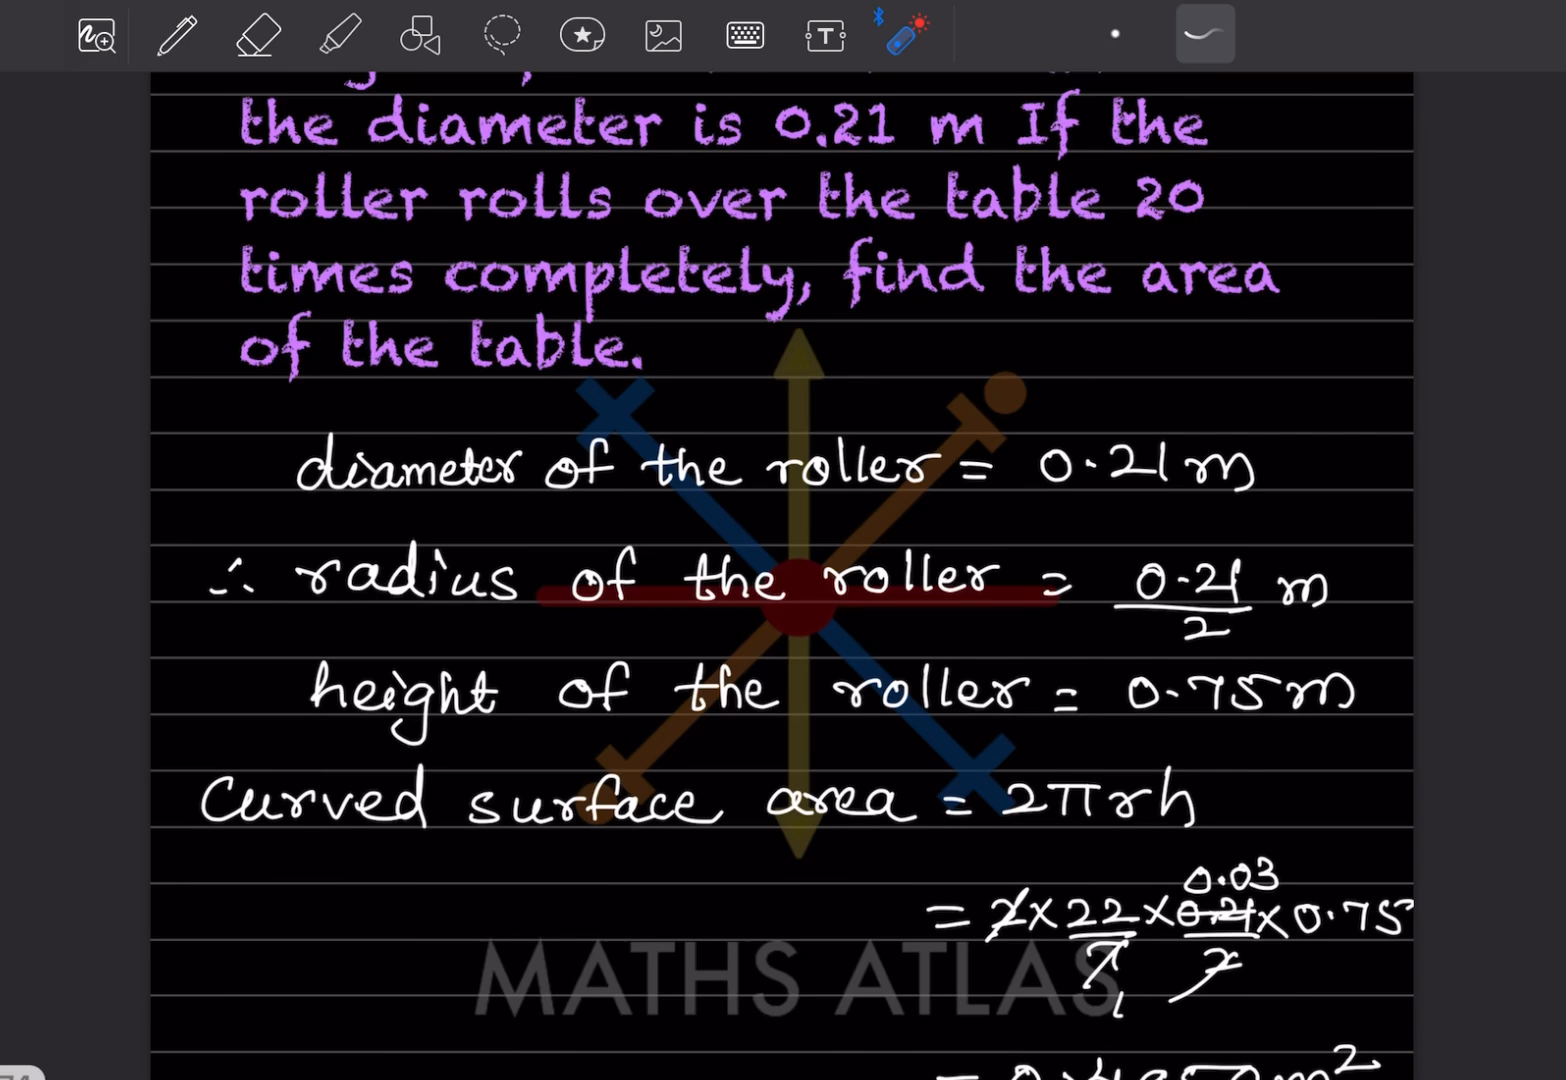 the diameter is 0.21 m If the
roller rolls over the table 20
times completely, find the area
of the table.
diameter of the roller = 0.21 m
∴ radius of the roller = 0.21/2 m
height of the roller = 0.75 m
Curved surface area = 2πrh
0.03
= 2 × 22/7 × 0.21/2 × 0.75
1
MATHS ATLAS